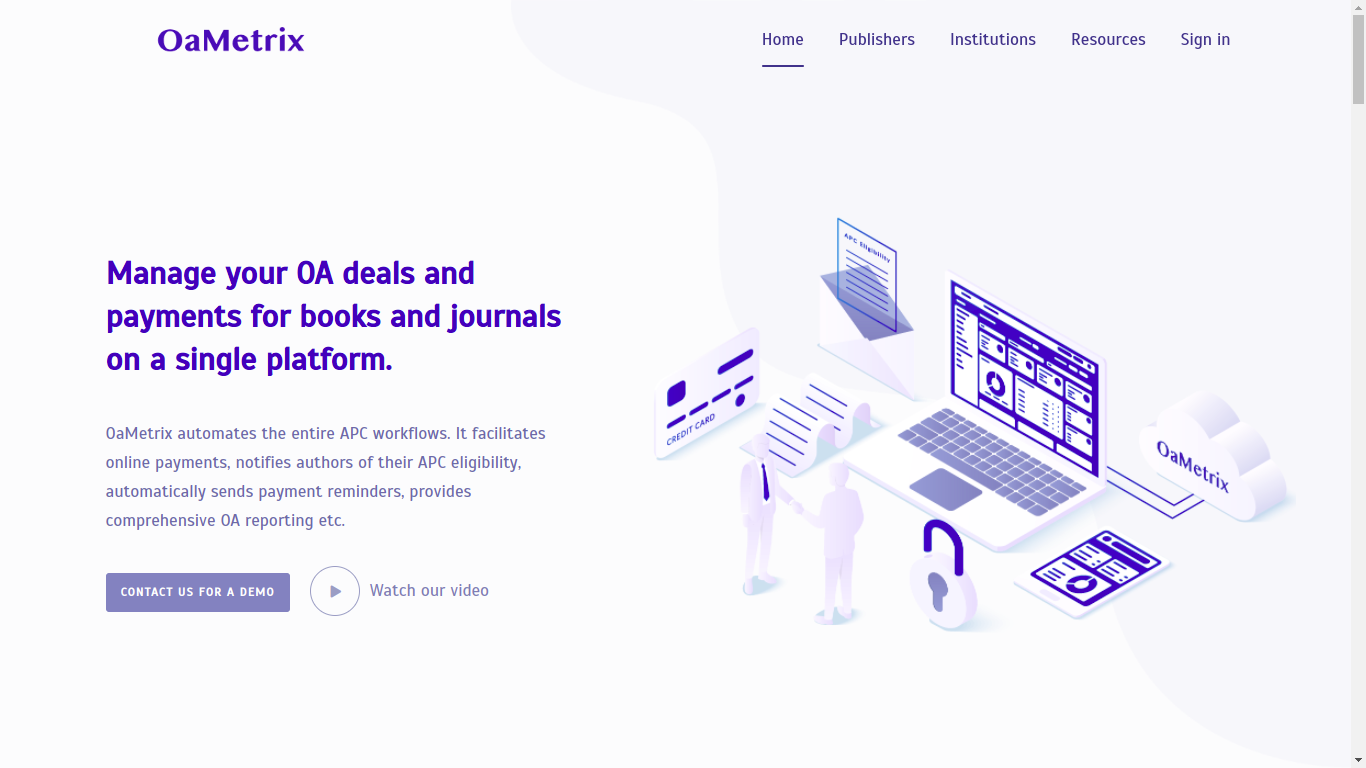 OaMetrix
Home
Publishers
Institutions
Resources
Sign in
Manage your OA deals and
payments for books and journals
on a single platform.
OaMetrix automates the entire APC workflows. It facilitates
online payments, notifies authors of their APC eligibility,
automatically sends payment reminders, provides
comprehensive OA reporting etc.
CONTACT US FOR A DEMO
Watch our video
APC Eligibility
CREDIT CARD
OaMetrix